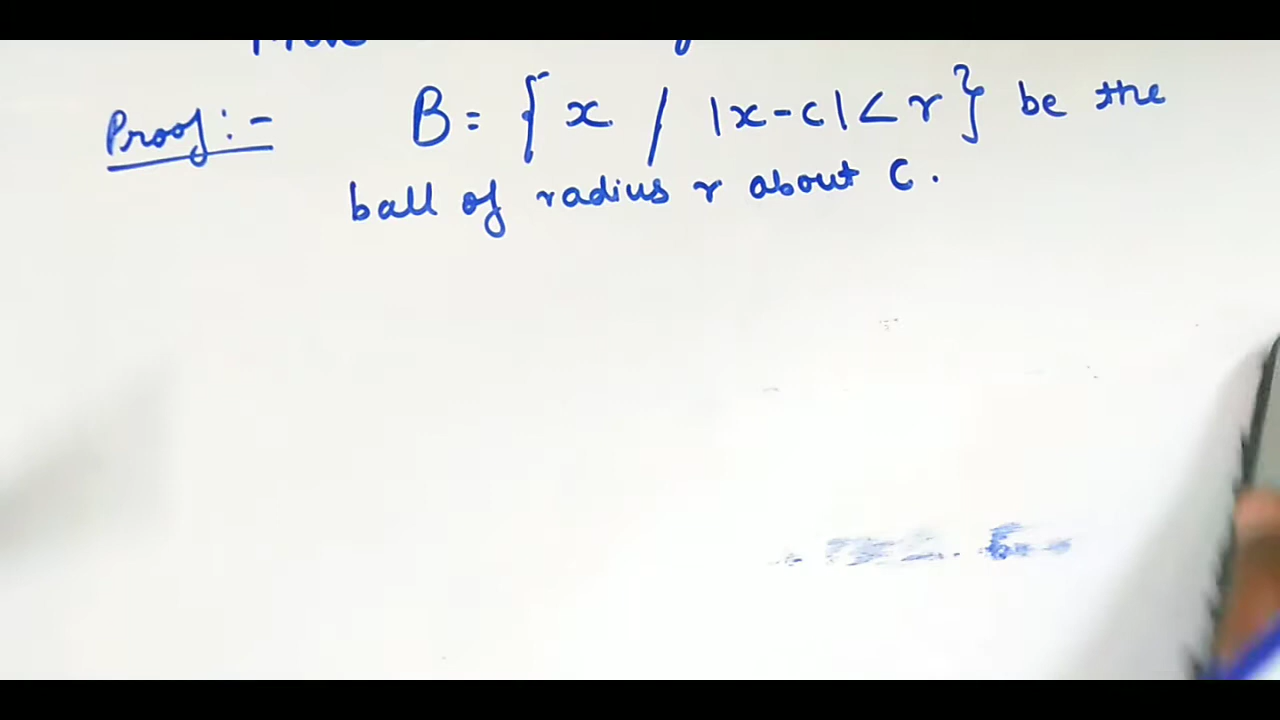 Proof :- B = { x / |x-c| < r } be the
ball of radius r about c.